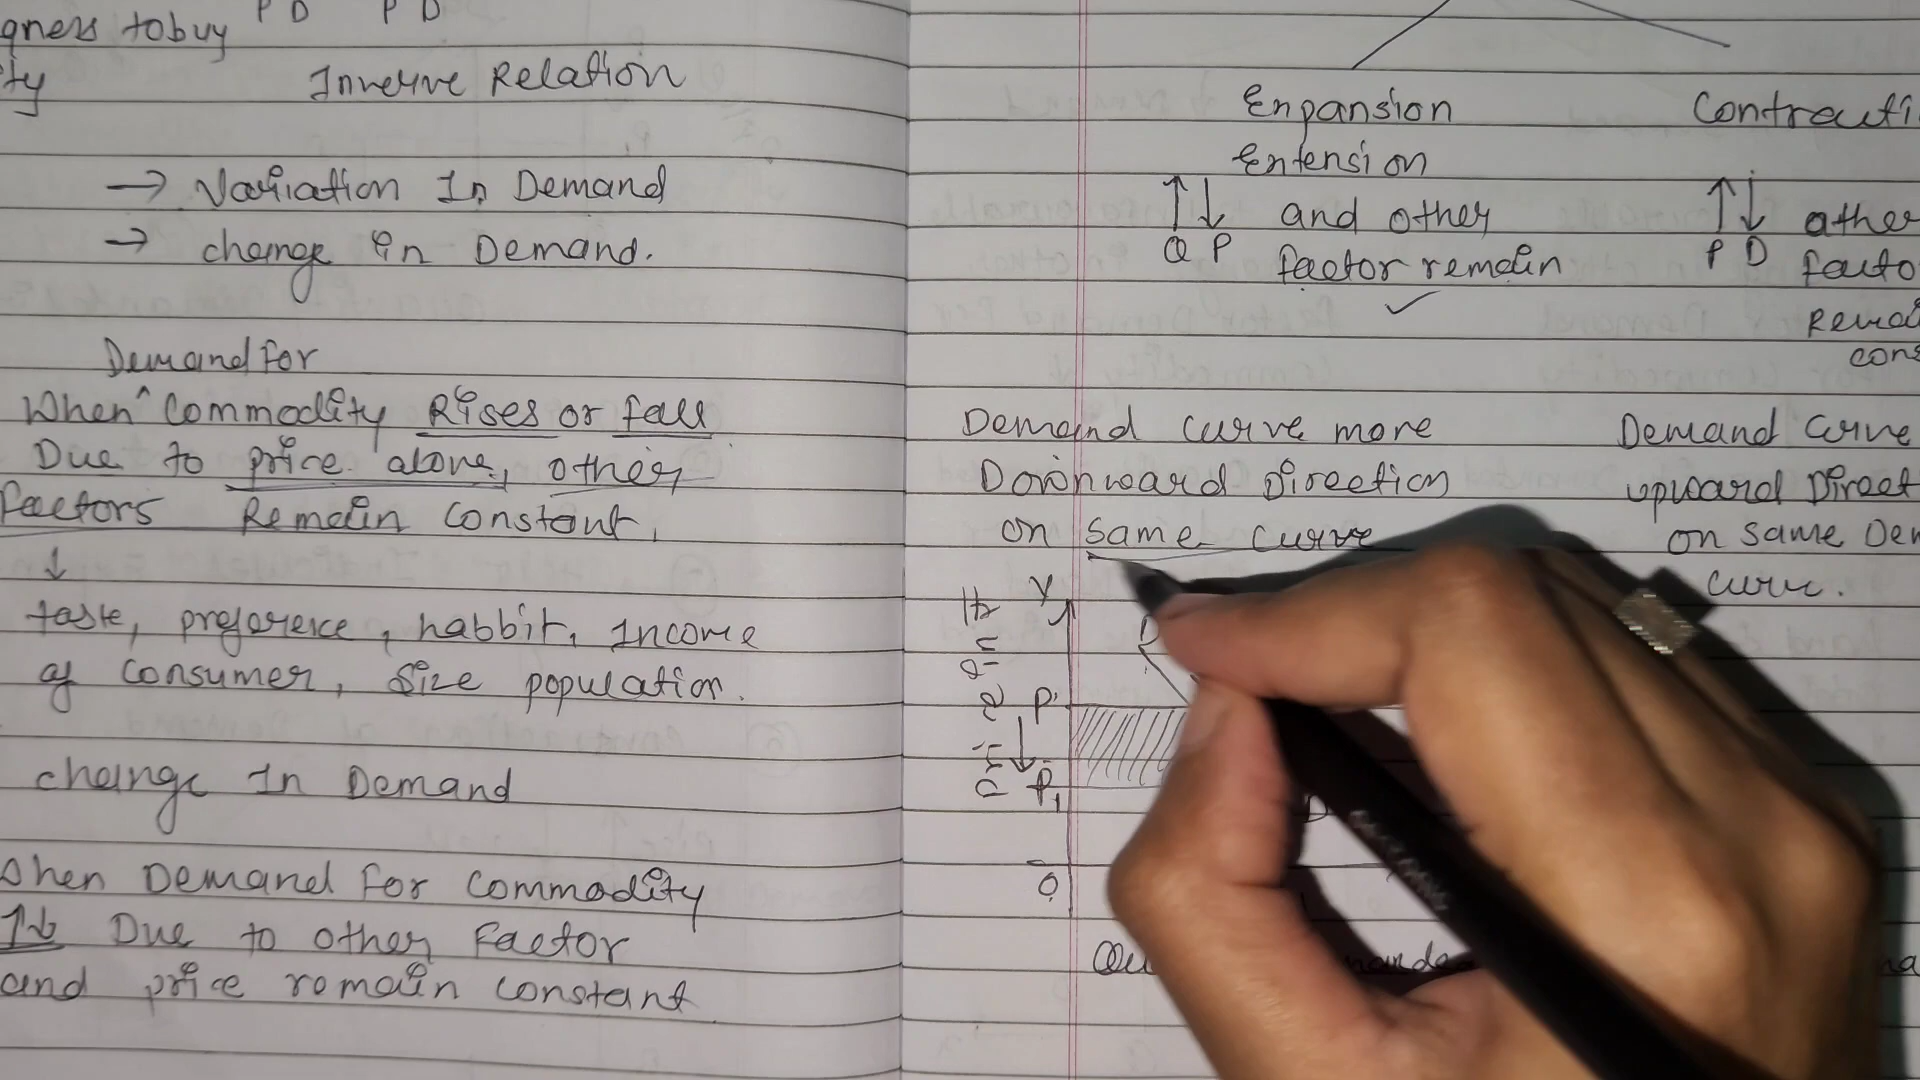 P D P D
gners to buy
ty
Inverse Relation
→ Variation In Demand
→ change in Demand.
Demand for
When ^ Commodity Rises or fall
Due to price alone, other
factors Remain constant,
↓
taste, preference, habbit, Income
of consumer, Size population.
change In Demand
When Demand for commodity
↑↓ Due to other Factor
and price remain constant
Expansion
Extension
↑↓ and other
Q P factor remain
✓
Demand curve more
Downward Direction
on same curve
Y
P
P1
O
D
D
Contracti
↑↓ other
P D facto
Remai
cons
Demand curve
upward Direct
on same Dem
curve.